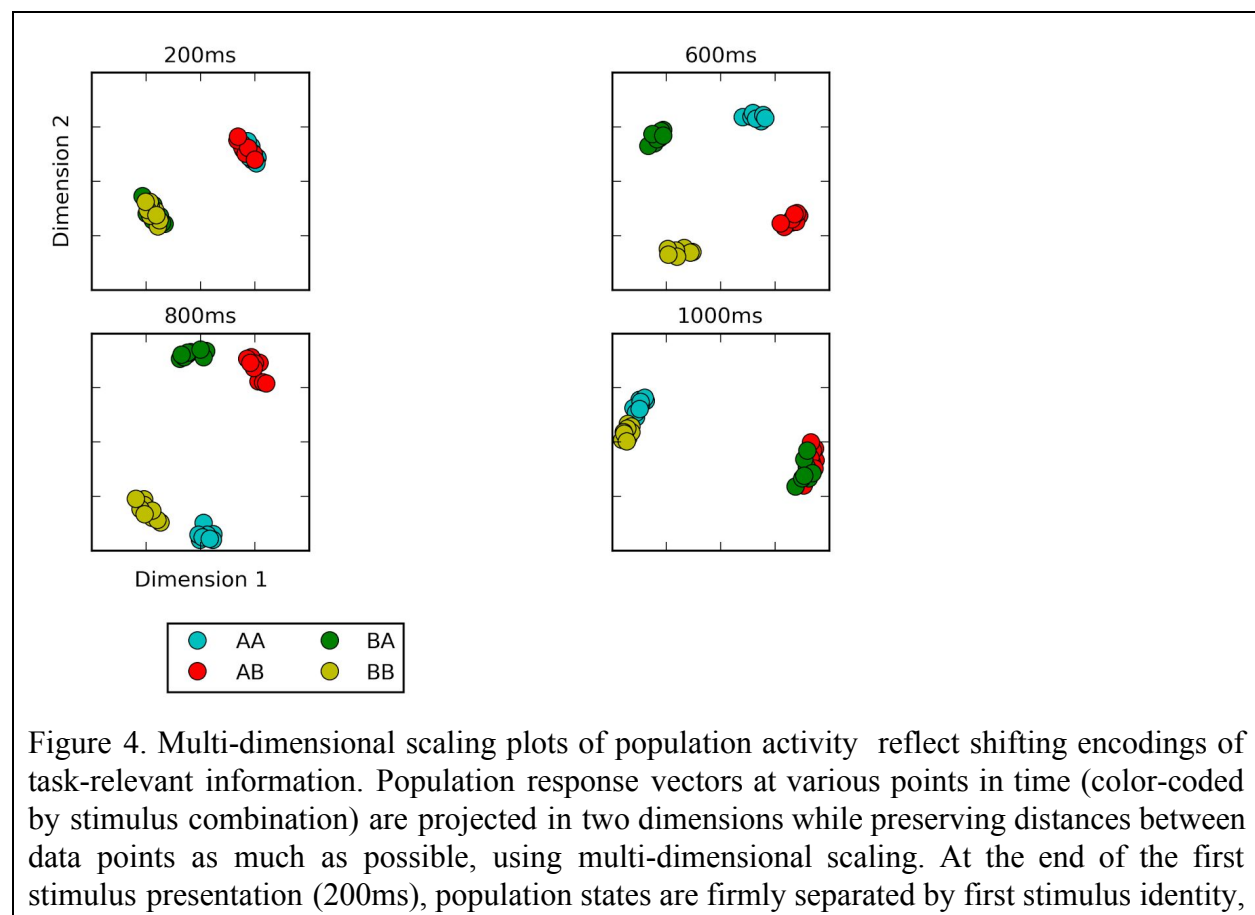 200ms
600ms
Dimension 2
800ms
1000ms
Dimension 1
AA BA
AB BB
Figure 4. Multi-dimensional scaling plots of population activity reflect shifting encodings of
task-relevant information. Population response vectors at various points in time (color-coded
by stimulus combination) are projected in two dimensions while preserving distances between
data points as much as possible, using multi-dimensional scaling. At the end of the first
stimulus presentation (200ms), population states are firmly separated by first stimulus identity,